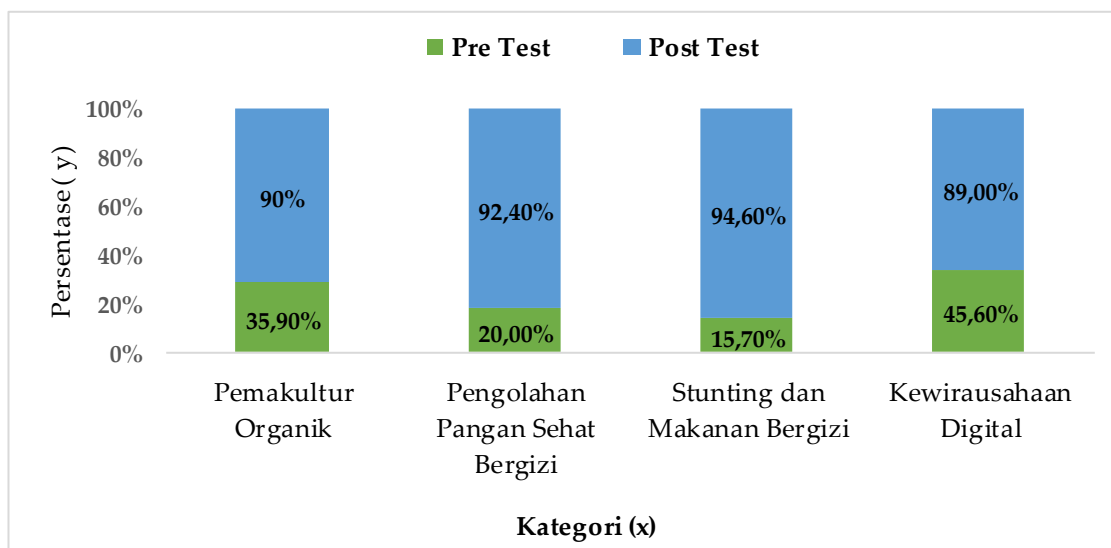 Pre Test Post Test
100%
80%
60%
40%
20%
0%
Persentase( y)
90%
92,40%
94,60%
89,00%
35,90%
20,00%
15,70%
45,60%
Pemakultur
Organik
Pengolahan
Pangan Sehat
Bergizi
Stunting dan
Makanan Bergizi
Kewirausahaan
Digital
Kategori (x)